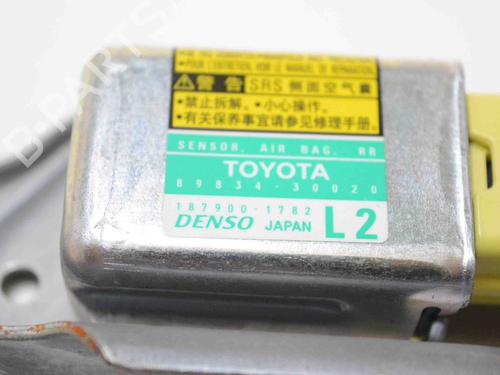 • POUR L'ENTRETIEN, VOIR LE MANUEL DE REPARATION.
警告 SRS 侧面空气囊
•禁止拆解。•小心操作。
•有关保养事宜请参见修理手册.
SENSOR, AIR BAG, RR
TOYOTA
89834-30020
187900-1782
DENSO JAPAN L2
B-PARTS